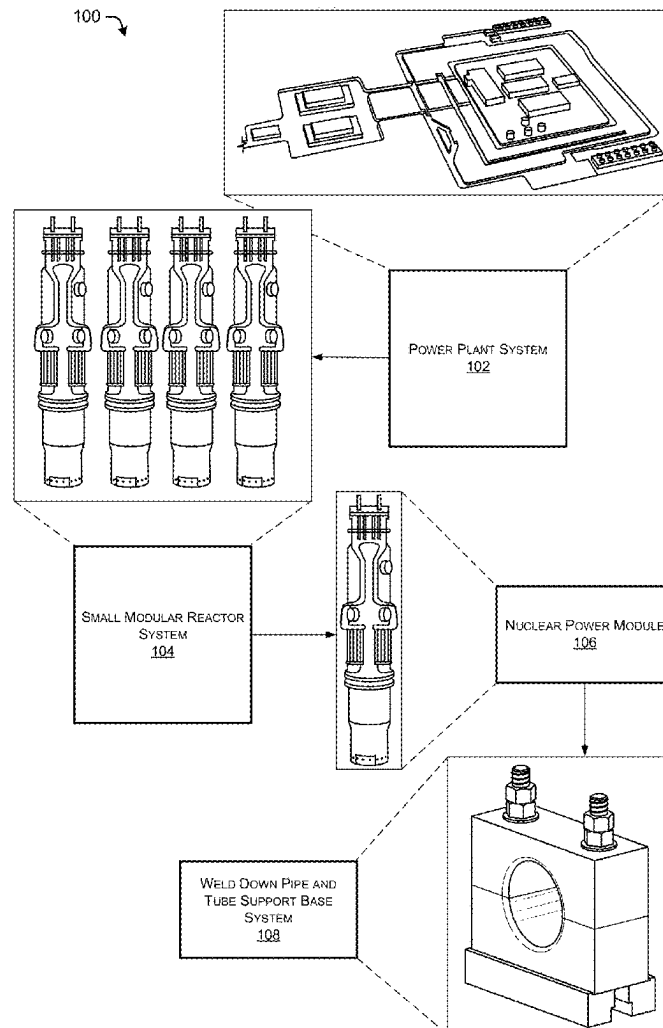 100
POWER PLANT SYSTEM
102
SMALL MODULAR REACTOR
SYSTEM
104
NUCLEAR POWER MODULE
106
WELD DOWN PIPE AND
TUBE SUPPORT BASE
SYSTEM
108